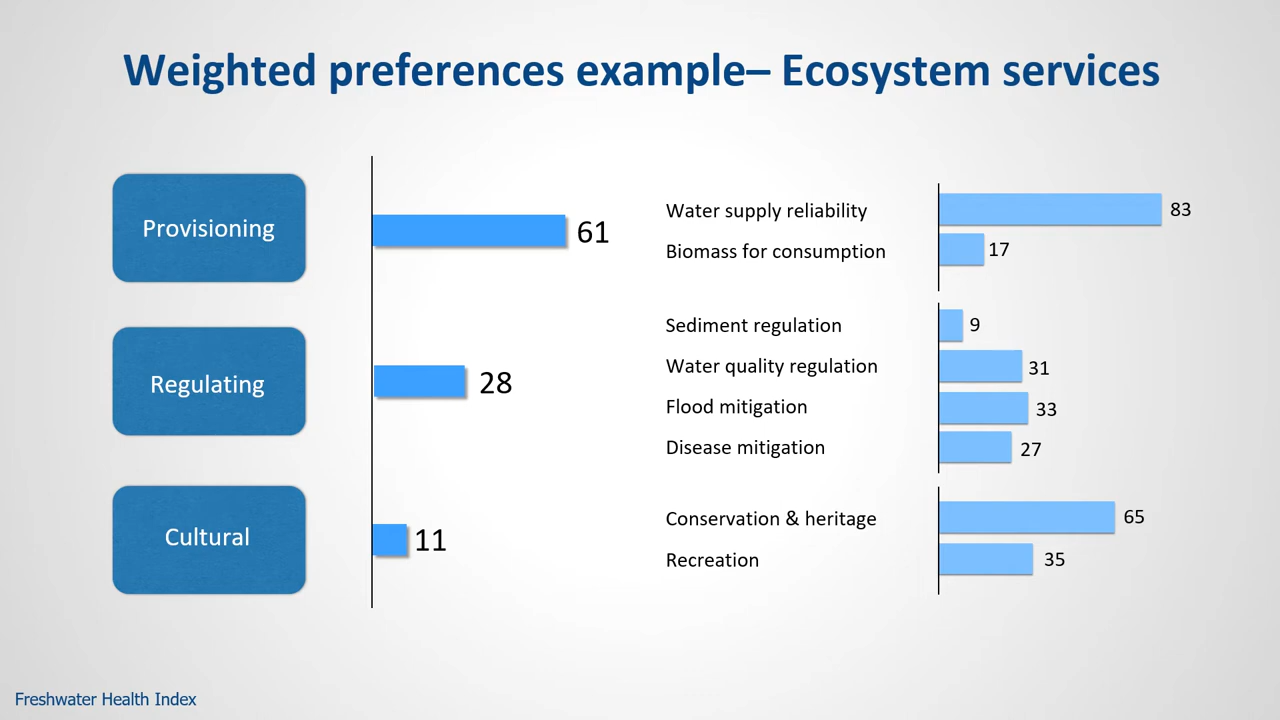 Weighted preferences example– Ecosystem services
Provisioning
61
Water supply reliability
83
Biomass for consumption
17
Regulating
28
Sediment regulation
9
Water quality regulation
31
Flood mitigation
33
Disease mitigation
27
Cultural
11
Conservation & heritage
65
Recreation
35
Freshwater Health Index